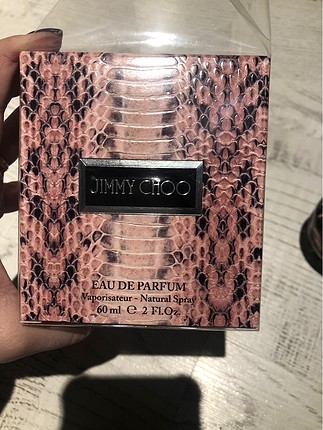 JIMMY CHOO
EAU DE PARFUM
Vaporisateur - Natural Spray
60 ml ℮ 2 Fl.Oz.